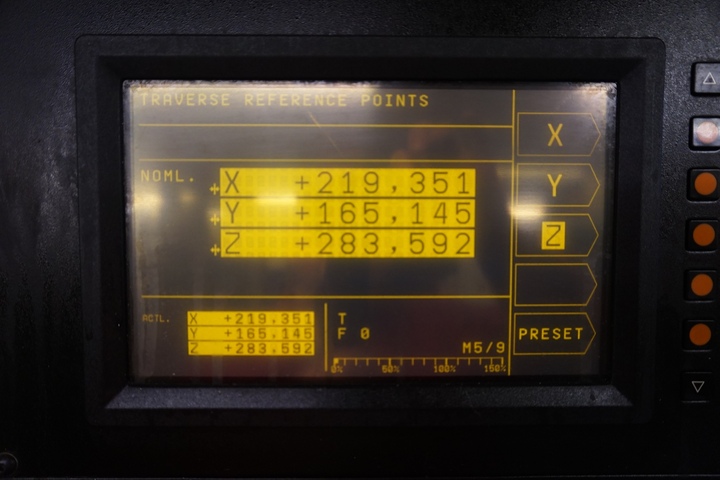 TRAVERSE REFERENCE POINTS
X
NOML.
X +219,351
Y
Y +165,145
Z
Z +283,592
ACTL.
X +219,351
Y +165,145
Z +283,592
T
F 0
PRESET
M5/9
0% 50% 100% 150%